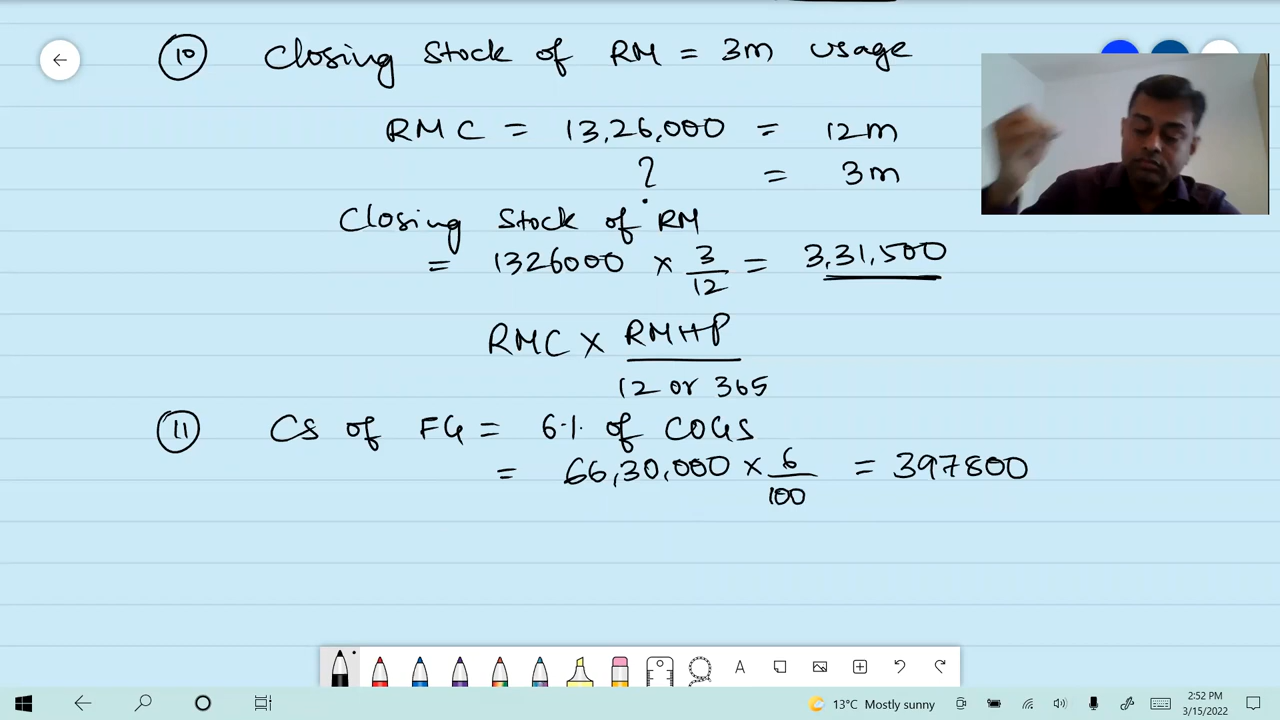 10 Closing Stock of RM = 3m usage
RMC = 13,26,000 = 12m
? = 3m
Closing Stock of RM
= 1326000 × 3/12 = 3,31,500
RMC × RMHP/12 or 365
11 CS of FG = 6% of COGS
= 66,30,000 × 6/100 = 397800
A
13°C Mostly sunny
2:52 PM
3/15/2022